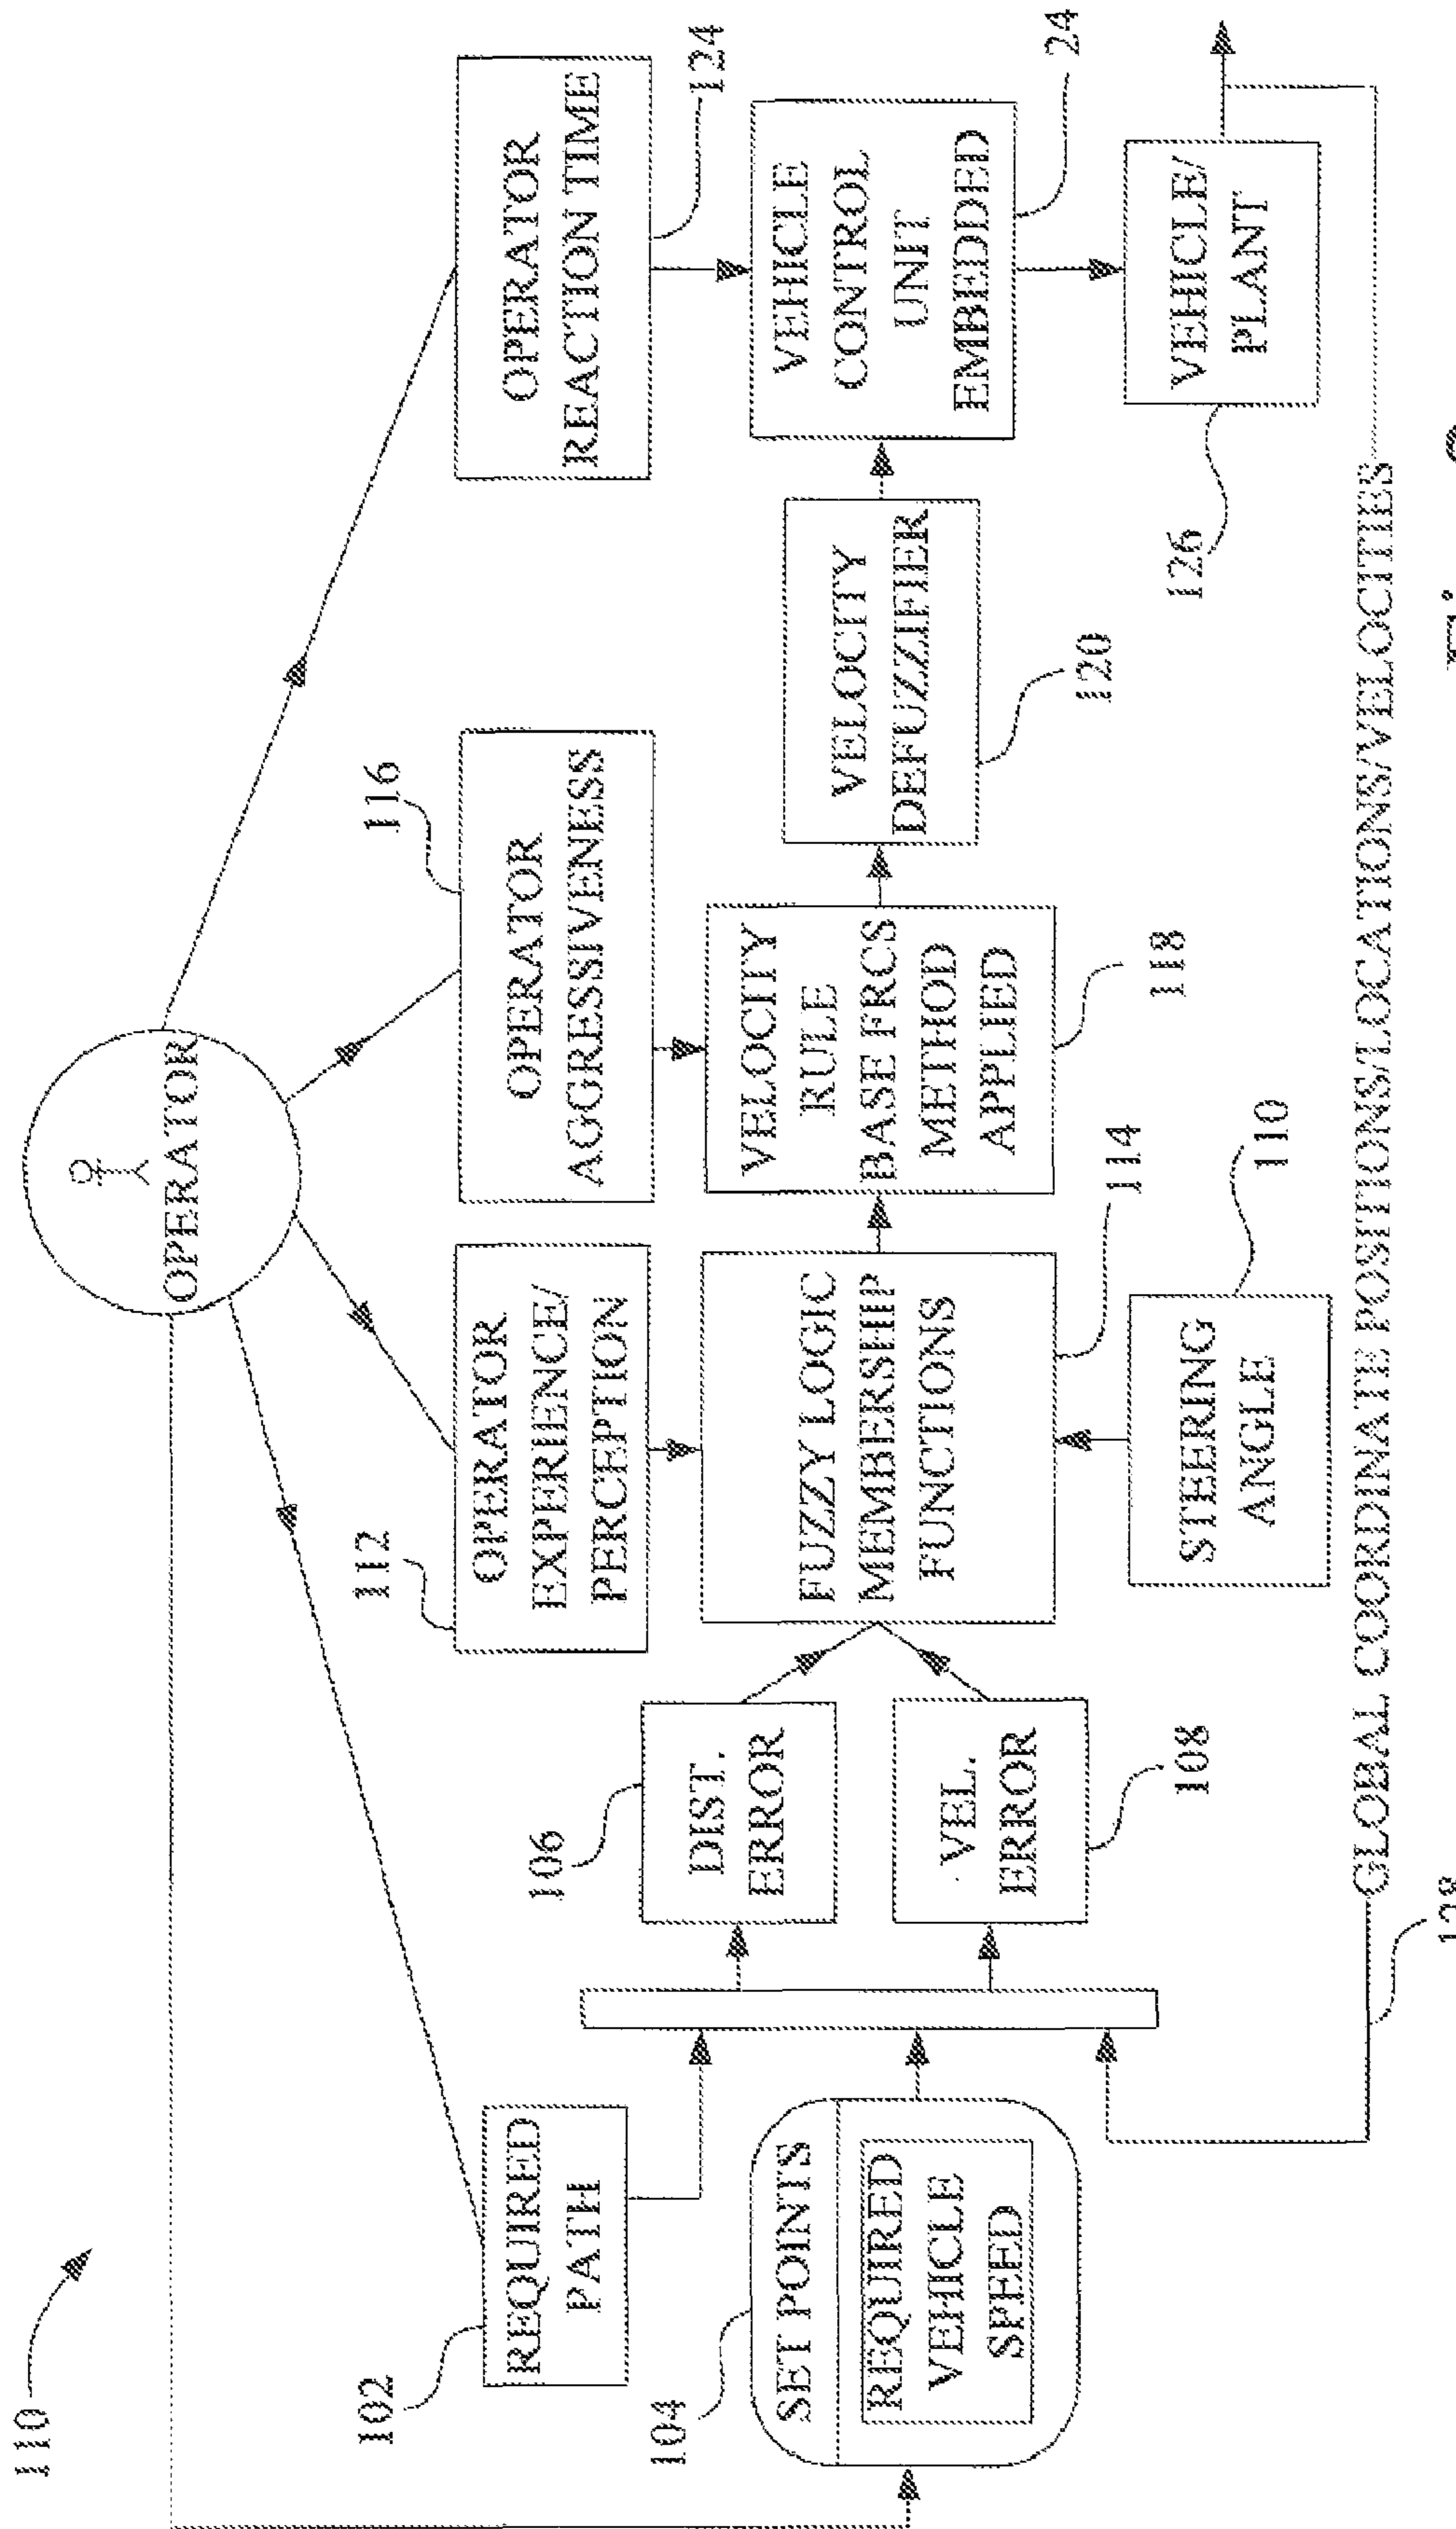 110
OPERATOR
102
REQUIRED
PATH
104
SET POINTS
REQUIRED
VEHICLE
SPEED
106
DIST.
ERROR
VEL.
ERROR
108
112
OPERATOR
EXPERIENCE/
PERCEPTION
FUZZY LOGIC
MEMBERSHIP
FUNCTIONS
114
STEERING
ANGLE
110
116
OPERATOR
AGGRESSIVENESS
VELOCITY
RULE
BASE FRCS
METHOD
APPLIED
118
VELOCITY
DEFUZZIFIER
120
OPERATOR
REACTION TIME
124
VEHICLE
CONTROL
UNIT
EMBEDDED
24
VEHICLE/
PLANT
126
GLOBAL COORDINATE POSITIONS/LOCATIONS/VELOCITIES
128